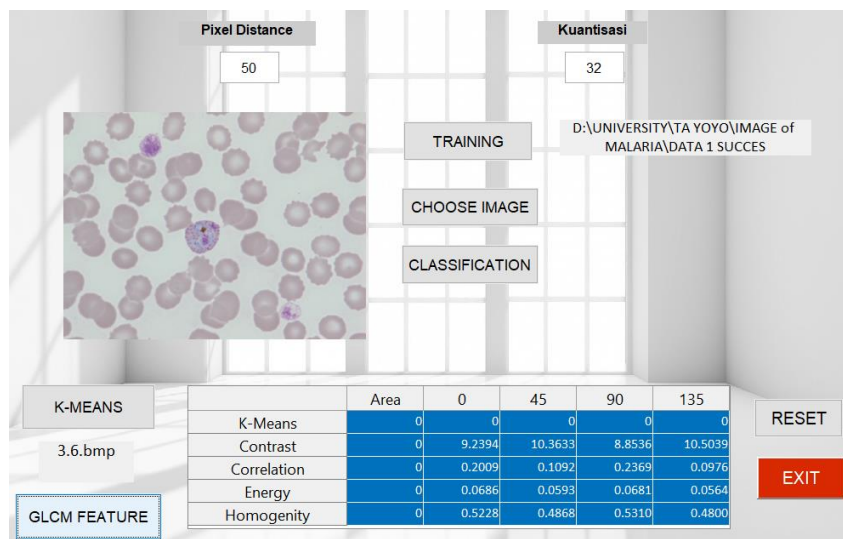 Pixel Distance
Kuantisasi
50
32
TRAINING
D:\UNIVERSITY\TA YOYO\IMAGE of
MALARIA\DATA 1 SUCCES
CHOOSE IMAGE
CLASSIFICATION
K-MEANS
3.6.bmp
GLCM FEATURE
Area 0 45 90 135
K-Means 0 0 0 0 0
Contrast 0 9.2394 10.3633 8.8536 10.5039
Correlation 0 0.2009 0.1092 0.2369 0.0976
Energy 0 0.0686 0.0593 0.0681 0.0564
Homogenity 0 0.5228 0.4868 0.5310 0.4800
RESET
EXIT